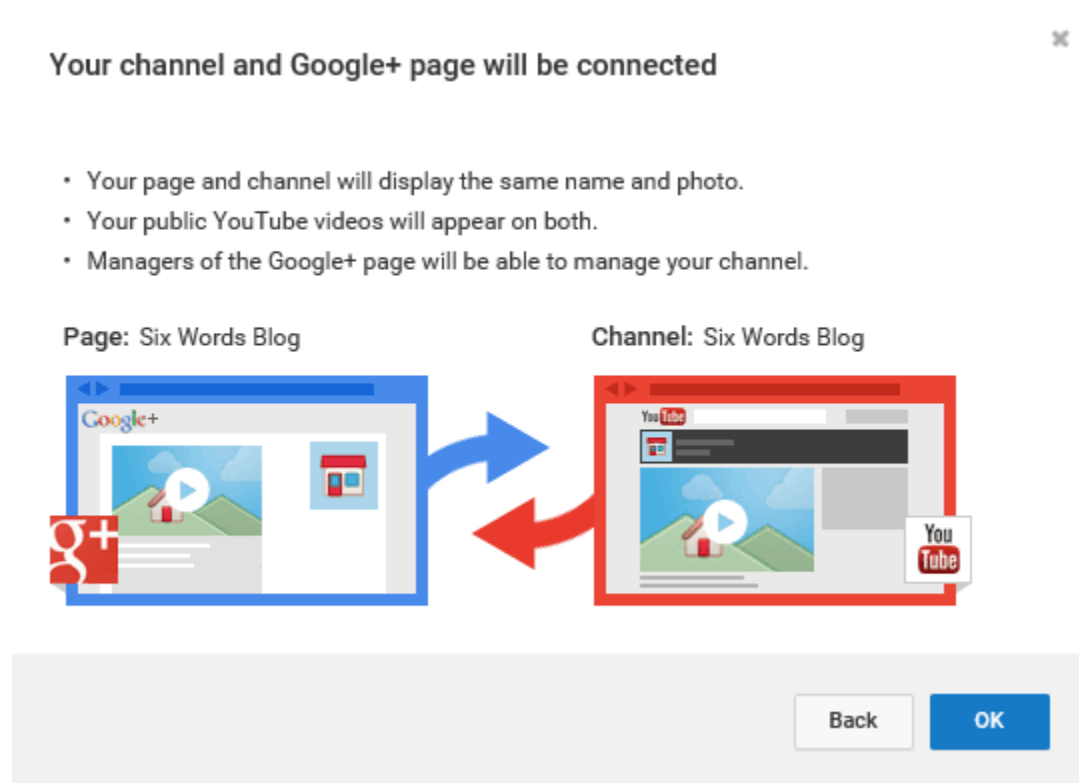 Your channel and Google+ page will be connected
• Your page and channel will display the same name and photo.
• Your public YouTube videos will appear on both.
• Managers of the Google+ page will be able to manage your channel.
Page: Six Words Blog
Channel: Six Words Blog
Google+
g+
YouTube
You
Tube
Back
OK